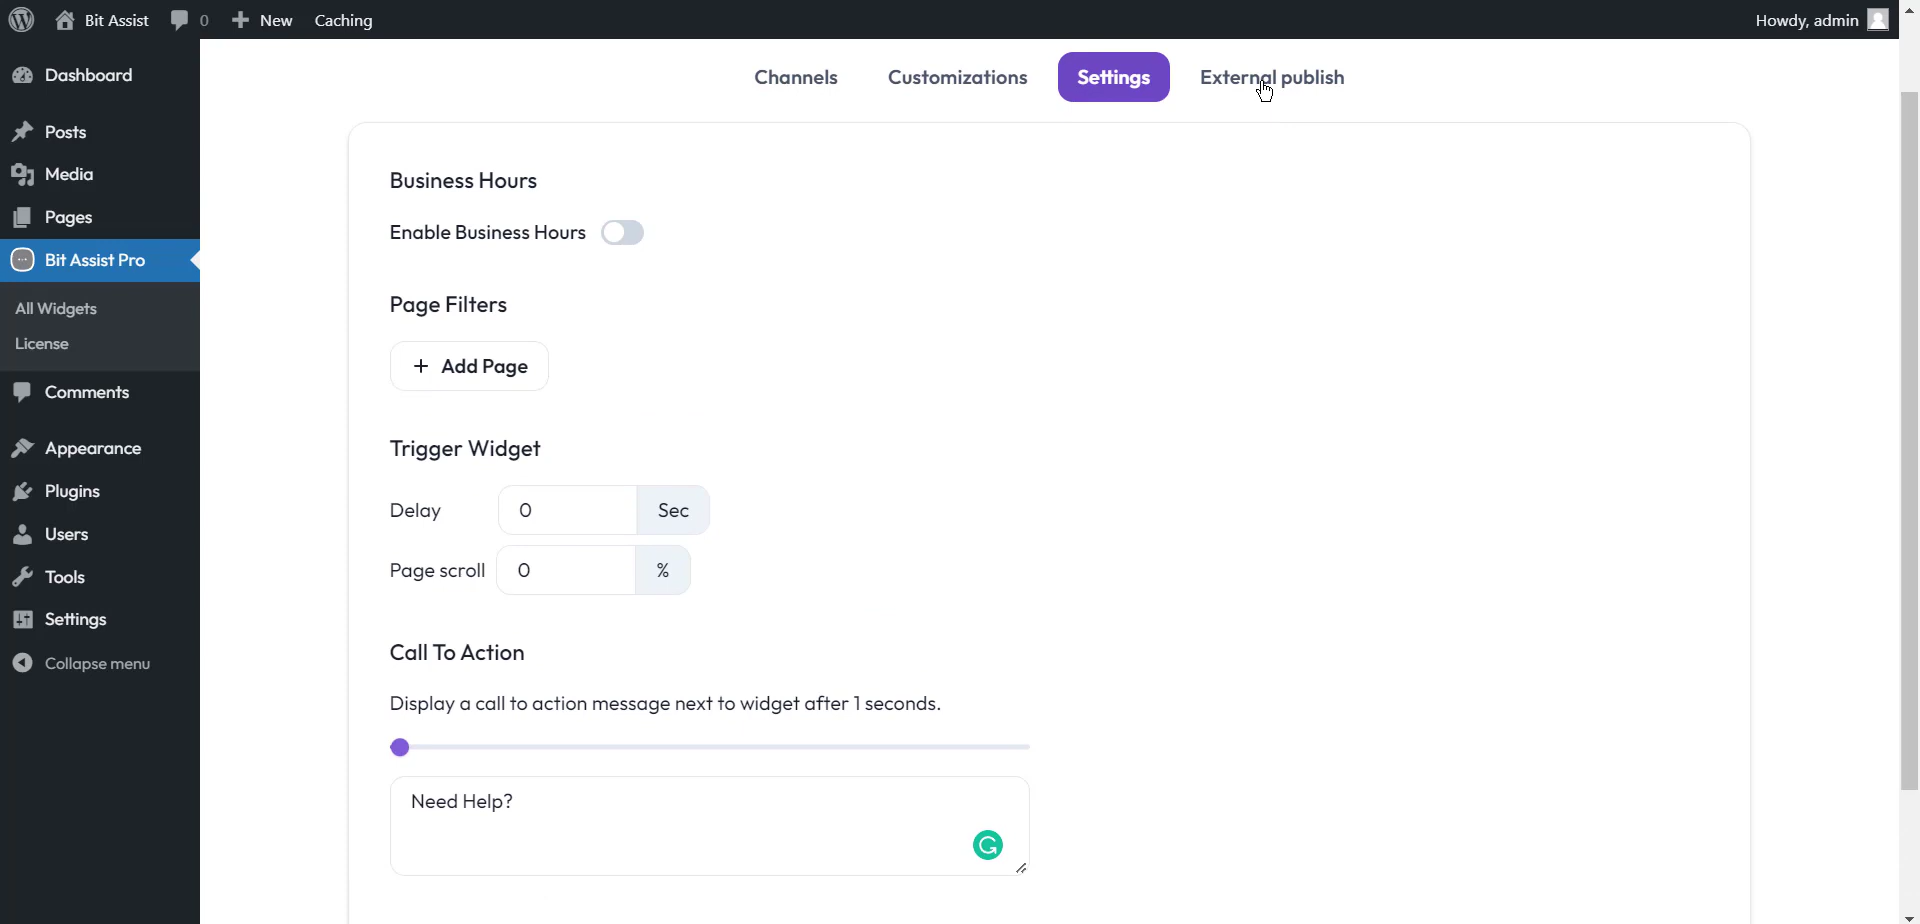 Bit Assist
0
New
Caching
Howdy, admin
Dashboard
Posts
Media
Pages
Bit Assist Pro
All Widgets
License
Comments
Appearance
Plugins
Users
Tools
Settings
Collapse menu
Channels
Customizations
Settings
External publish
Business Hours
Enable Business Hours
Page Filters
+ Add Page
Trigger Widget
Delay 0 Sec
Page scroll 0 %
Call To Action
Display a call to action message next to widget after 1 seconds.
Need Help?